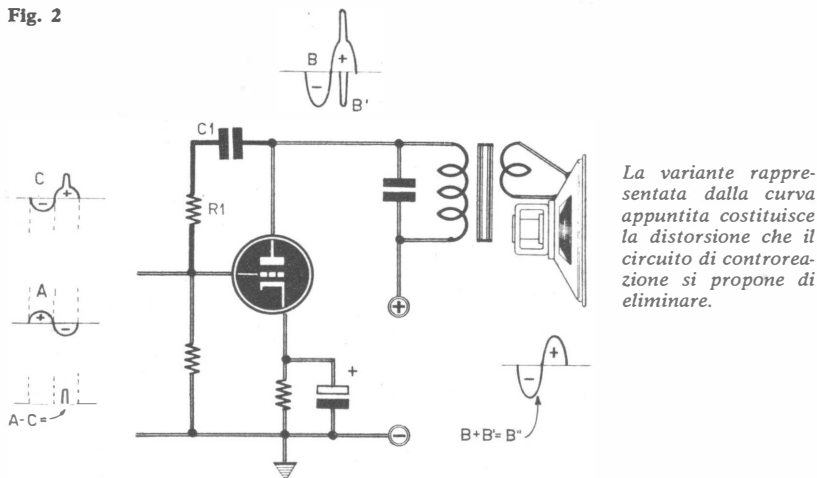 Fig. 2
B
+
−
B'
C1
C
+
−
R1
A
+
−
A-C=
+
+
−
+
−
B+B'=B"
La variante rappre-
sentata dalla curva
appuntita costituisce
la distorsione che il
circuito di controrea-
zione si propone di
eliminare.